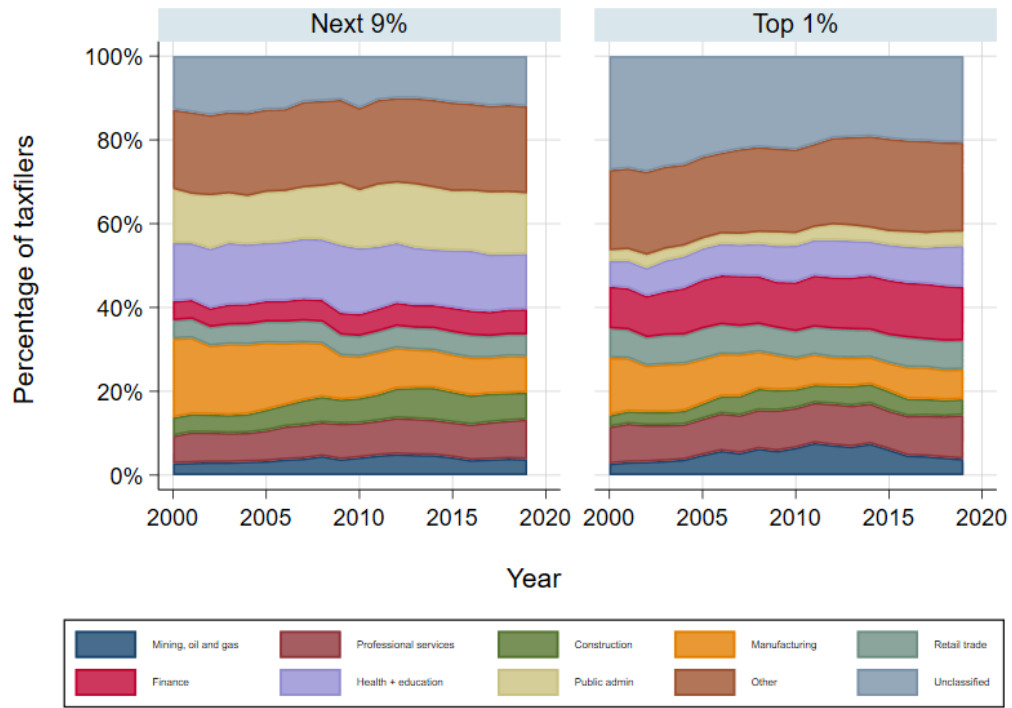 Next 9%
Top 1%
Percentage of taxfilers
100%
80%
60%
40%
20%
0%
2000 2005 2010 2015 2020 2000 2005 2010 2015 2020
Year
Mining, oil and gas Professional services Construction Manufacturing Retail trade
Finance Health + education Public admin Other Unclassified